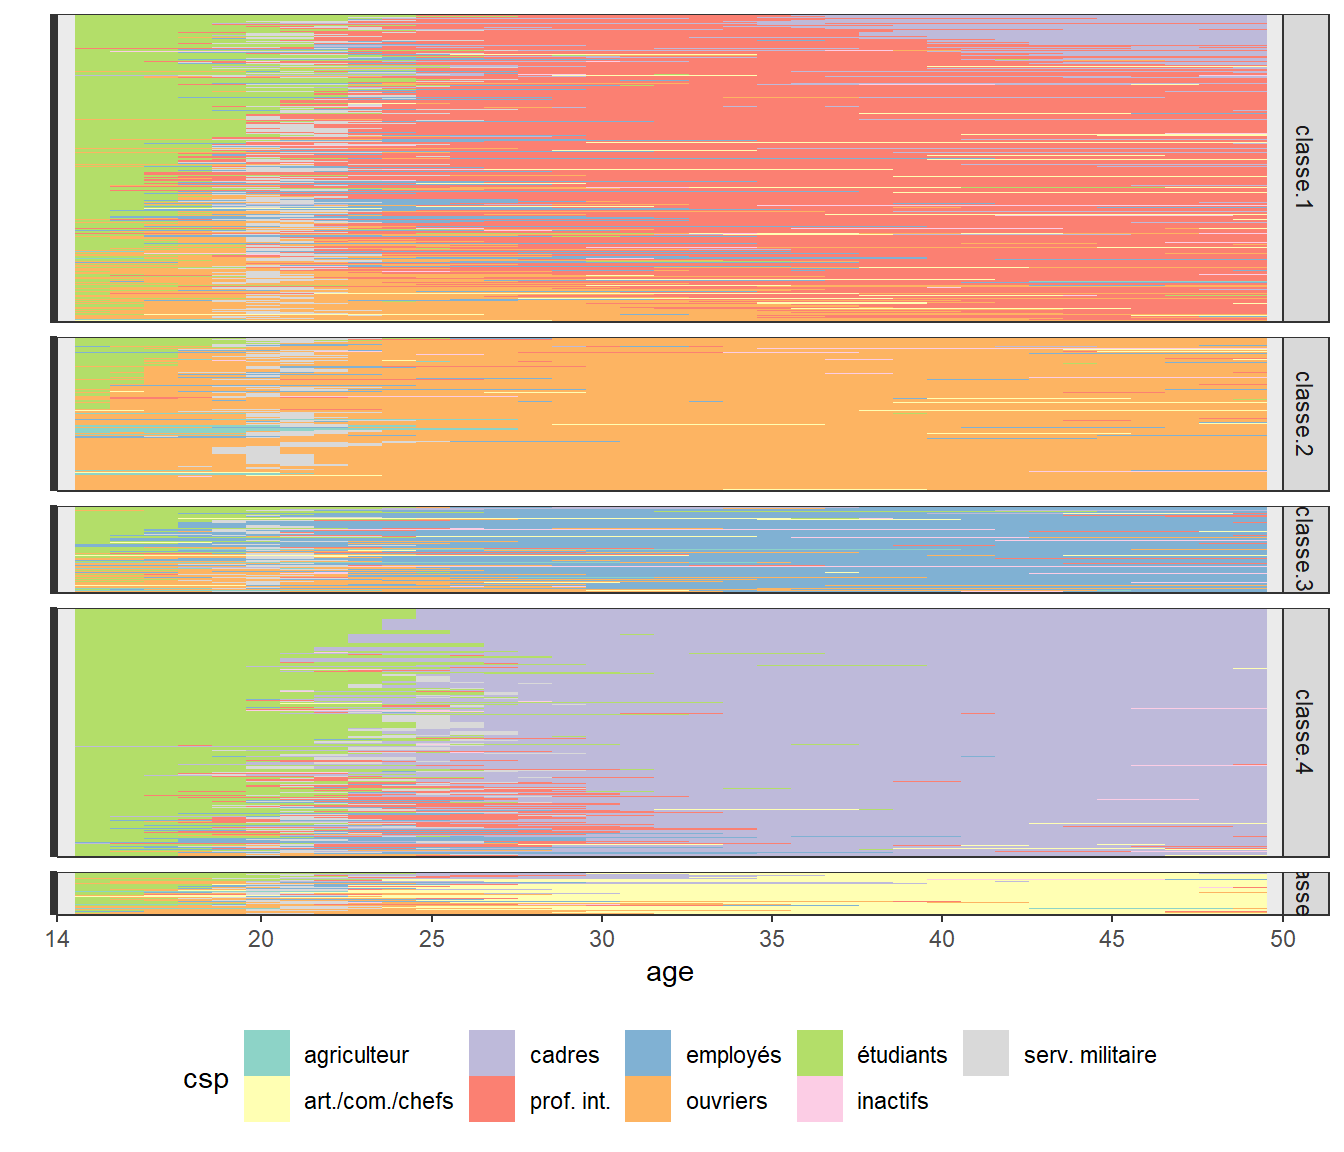 classe.1
classe.2
classe.3
classe.4
asse
14 20 25 30 35 40 45 50
age
csp
agriculteur cadres employés étudiants serv. militaire
art./com./chefs prof. int. ouvriers inactifs